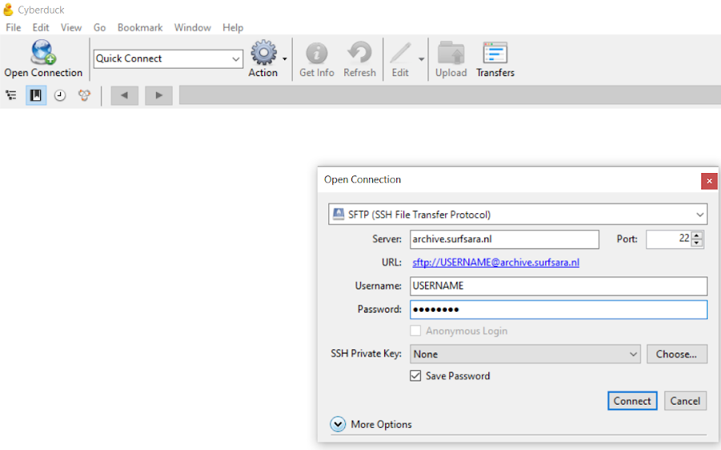 Cyberduck
File Edit View Go Bookmark Window Help
Quick Connect
Open Connection Action Get Info Refresh Edit Upload Transfers
Open Connection
SFTP (SSH File Transfer Protocol)
Server: archive.surfsara.nl Port: 22
URL: sftp://USERNAME@archive.surfsara.nl
Username: USERNAME
Password: ••••••••
Anonymous Login
SSH Private Key: None Choose...
Save Password
Connect Cancel
More Options